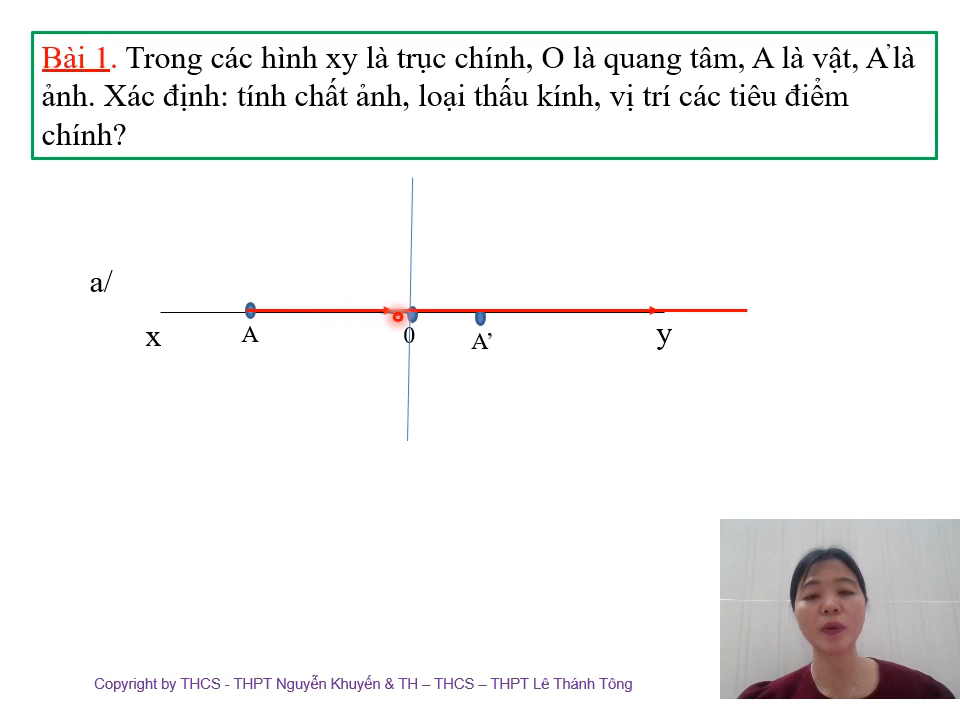 Bài 1. Trong các hình xy là trục chính, O là quang tâm, A là vật, A’là
ảnh. Xác định: tính chất ảnh, loại thấu kính, vị trí các tiêu điểm
chính?
a/
x
A
0
A’
y
Copyright by THCS - THPT Nguyễn Khuyến & TH – THCS – THPT Lê Thánh Tông